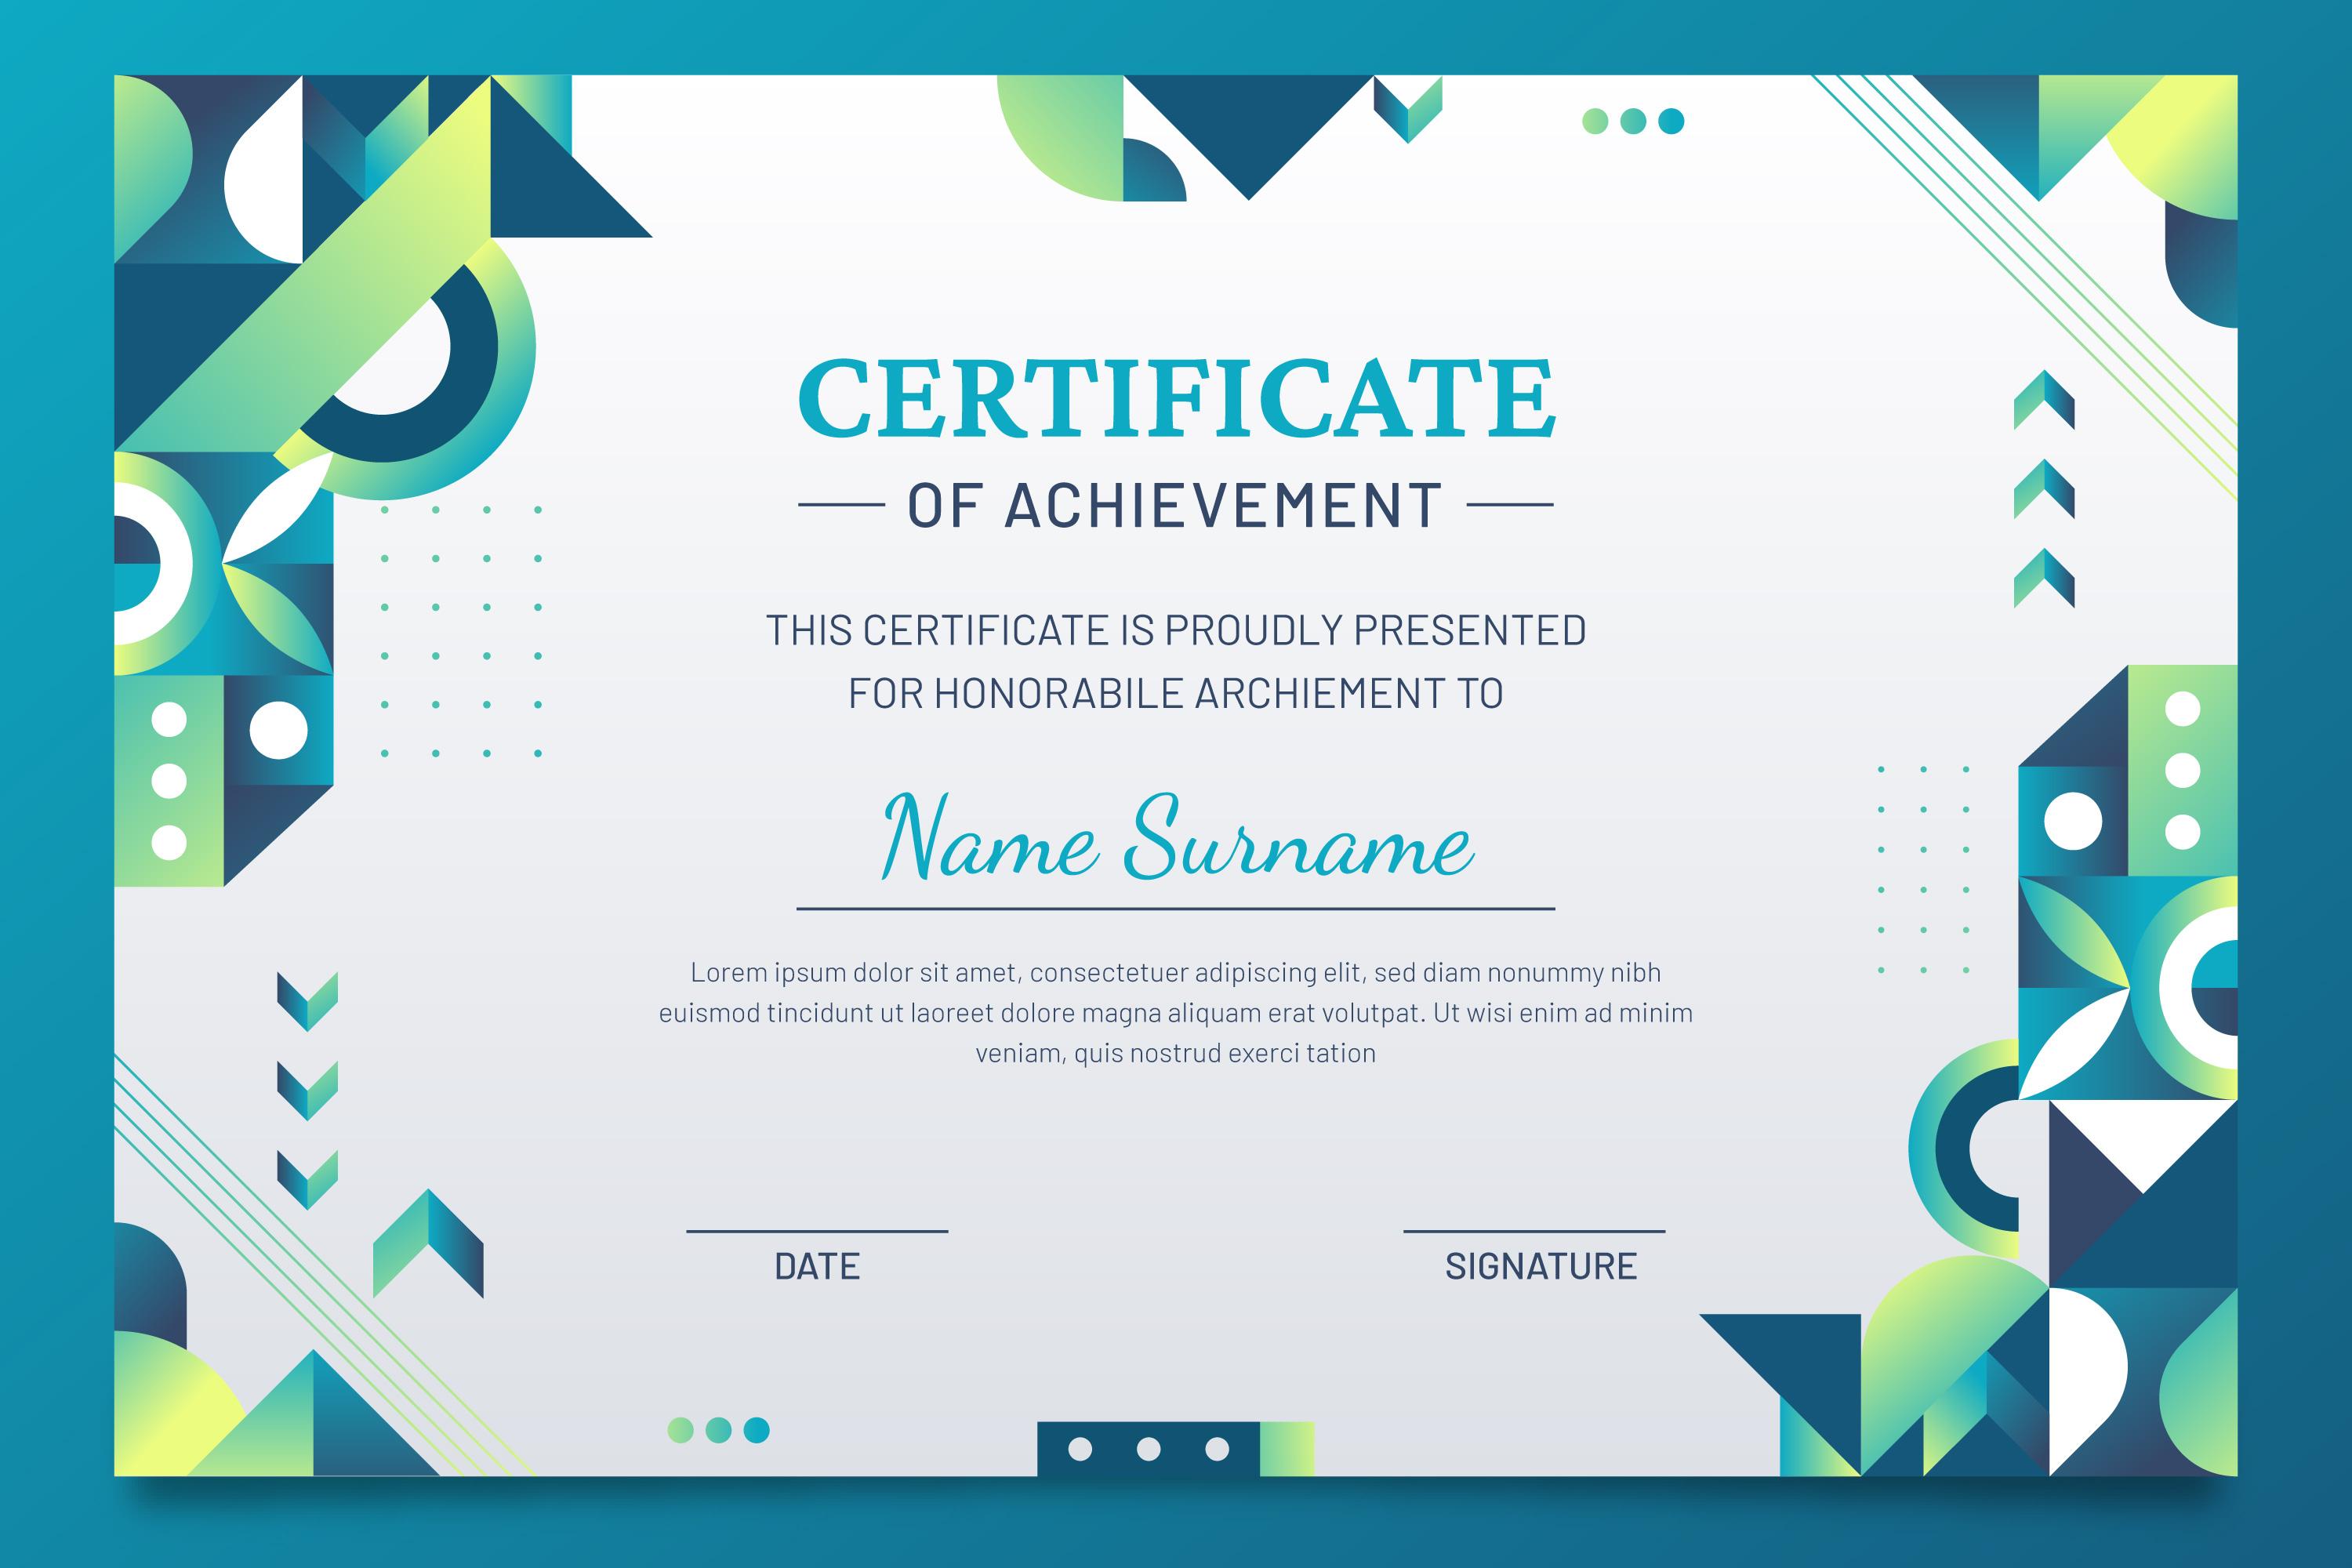 CERTIFICATE
OF ACHIEVEMENT
THIS CERTIFICATE IS PROUDLY PRESENTED
FOR HONORABILE ARCHIEMENT TO
Name Surname
Lorem ipsum dolor sit amet, consectetuer adipiscing elit, sed diam nonummy nibh
euismod tincidunt ut laoreet dolore magna aliquam erat volutpat. Ut wisi enim ad minim
veniam, quis nostrud exerci tation
DATE
SIGNATURE